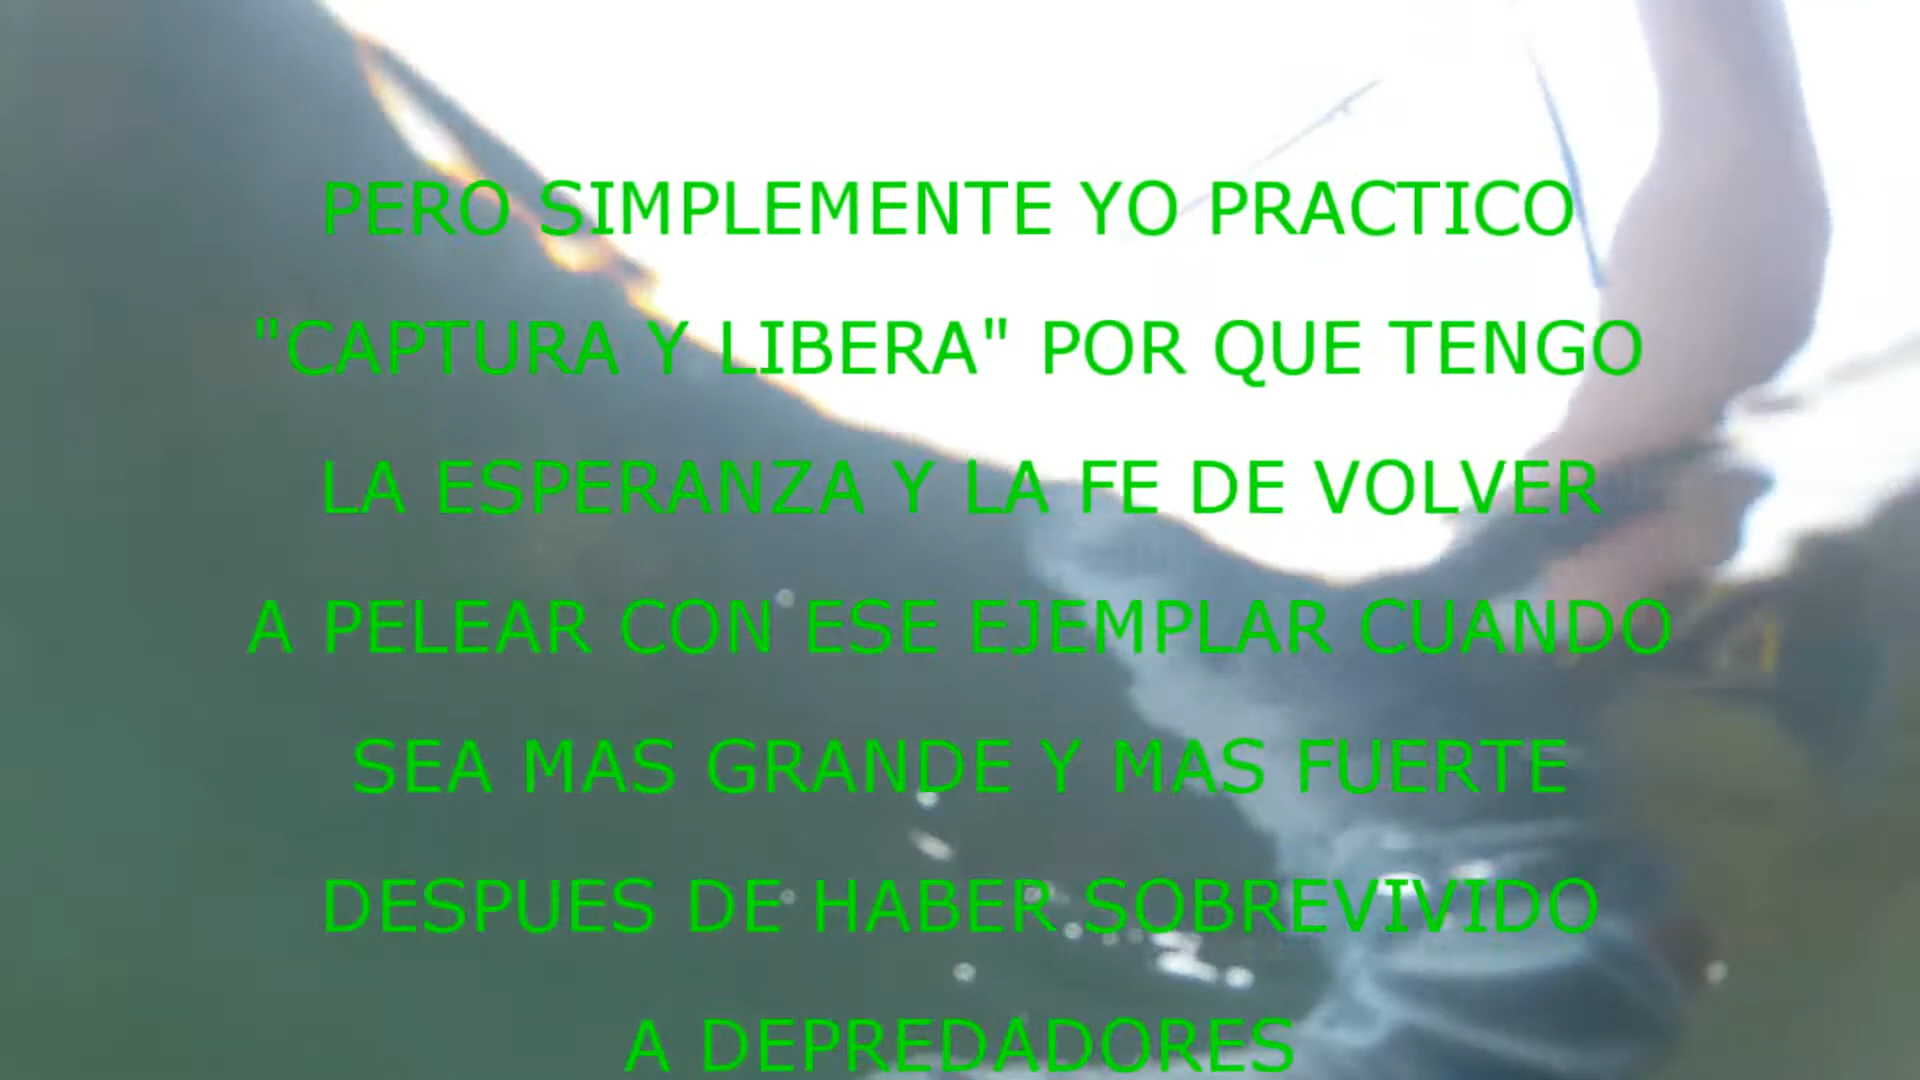 PERO SIMPLEMENTE YO PRACTICO
"CAPTURA Y LIBERA" POR QUE TENGO
LA ESPERANZA Y LA FE DE VOLVER
A PELEAR CON ESE EJEMPLAR CUANDO
SEA MAS GRANDE Y MAS FUERTE
DESPUES DE HABER SOBREVIVIDO
A DEPREDADORES